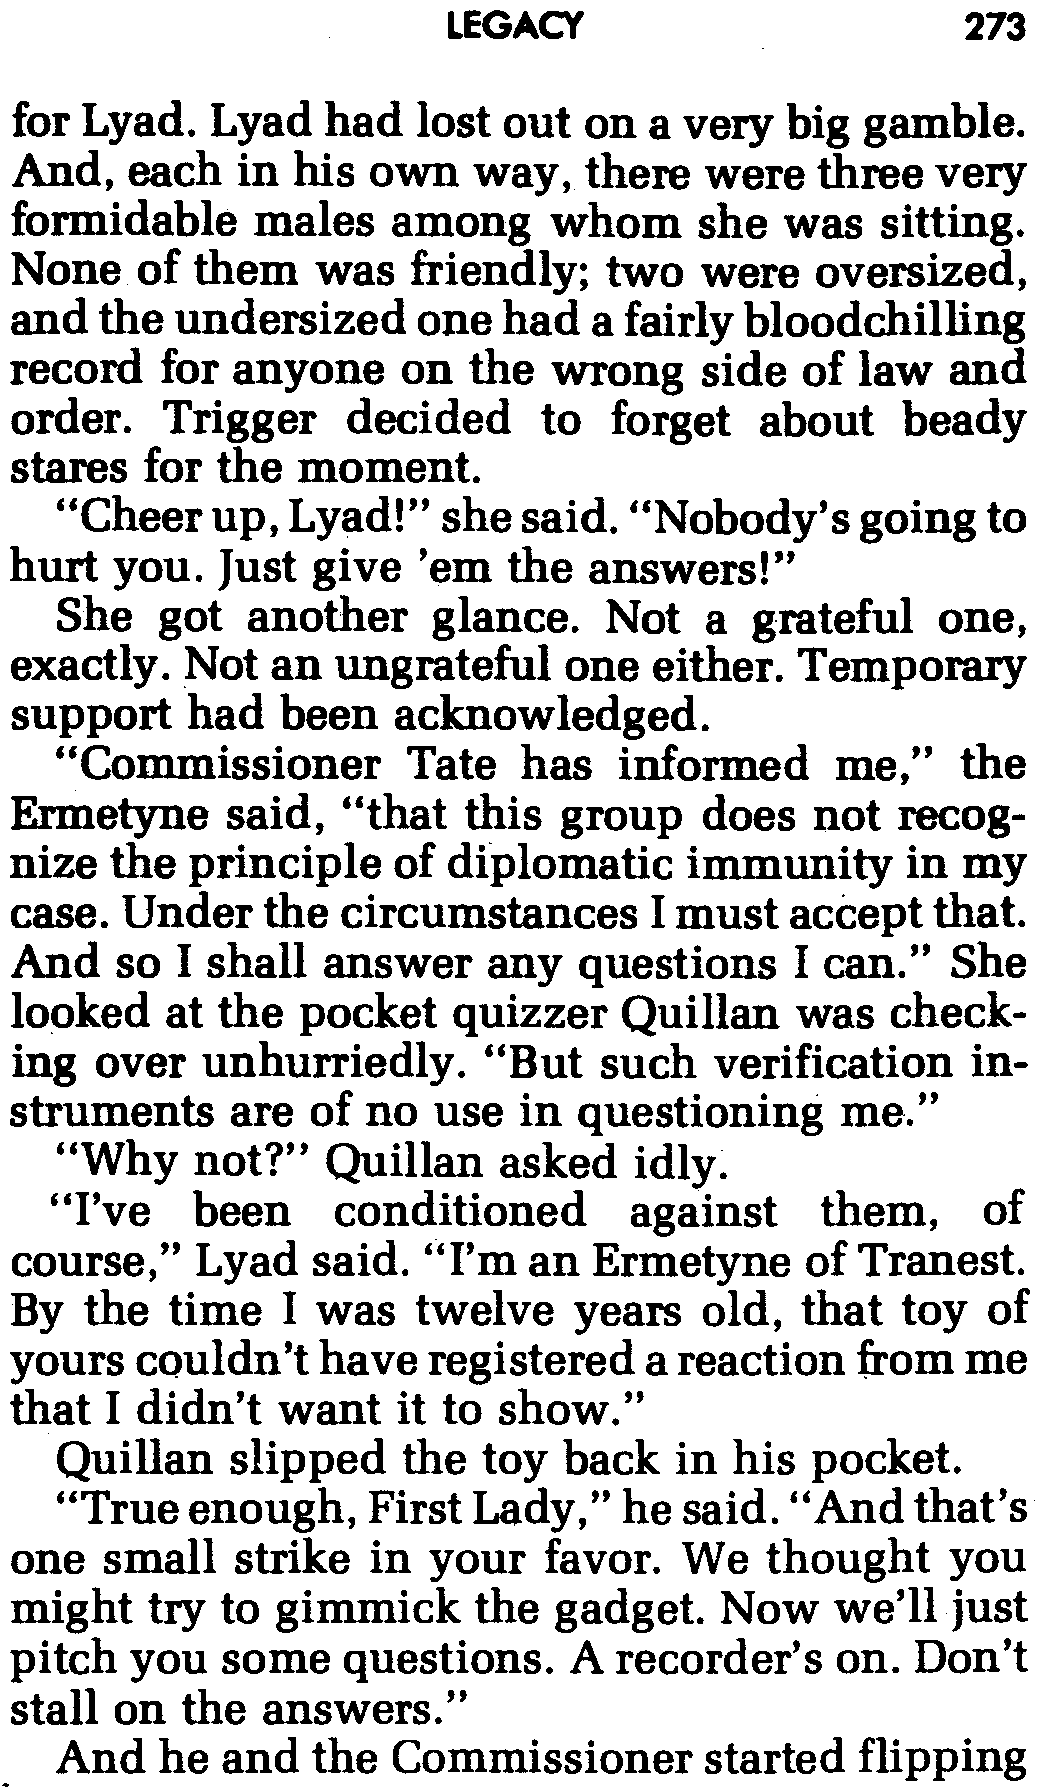 LEGACY 273
for Lyad. Lyad had lost out on a very big gamble.
And, each in his own way, there were three very
formidable males among whom she was sitting.
None of them was friendly; two were oversized,
and the undersized one had a fairly bloodchilling
record for anyone on the wrong side of law and
order. Trigger decided to forget about beady
stares for the moment.
“Cheer up, Lyad!” she said. “Nobody’s going to
hurt you. Just give ’em the answers!”
She got another glance. Not a grateful one,
exactly. Not an ungrateful one either. Temporary
support had been acknowledged.
“Commissioner Tate has informed me,” the
Ermetyne said, “that this group does not recog-
nize the principle of diplomatic immunity in my
case. Under the circumstances I must accept that.
And so I shall answer any questions I can.” She
looked at the pocket quizzer Quillan was check-
ing over unhurriedly. “But such verification in-
struments are of no use in questioning me.”
“Why not?” Quillan asked idly.
“I’ve been conditioned against them, of
course,” Lyad said. “I’m an Ermetyne of Tranest.
By the time I was twelve years old, that toy of
yours couldn’t have registered a reaction from me
that I didn’t want it to show.”
Quillan slipped the toy back in his pocket.
“True enough, First Lady,” he said. “And that’s
one small strike in your favor. We thought you
might try to gimmick the gadget. Now we’ll just
pitch you some questions. A recorder’s on. Don’t
stall on the answers.”
And he and the Commissioner started flipping